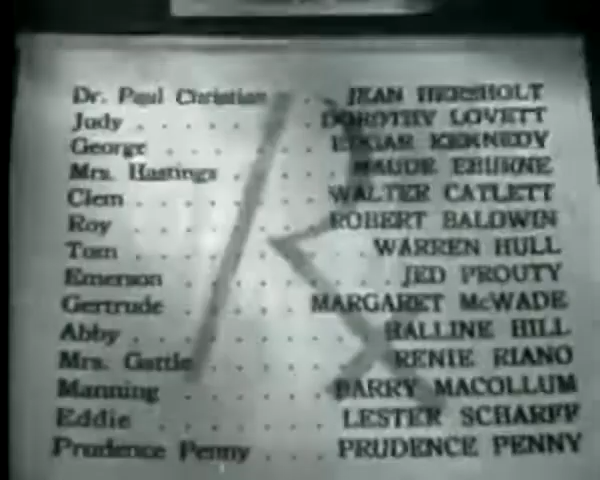 Dr. Paul Christian . . JEAN HERSHOLT
Judy . . . . . . . . DOROTHY LOVETT
George . . . . . . . EDGAR KENNEDY
Mrs. Hastings . . . . . MAUDE EBURNE
Clem . . . . . . . . WALTER CATLETT
Roy . . . . . . . . ROBERT BALDWIN
Tom . . . . . . . . . WARREN HULL
Emerson . . . . . . . . JED PROUTY
Gertrude . . . . . MARGARET McWADE
Abby . . . . . . . . . HALLINE HILL
Mrs. Gattle . . . . . . RENIE RIANO
Manning . . . . . . BARRY MACOLLUM
Eddie . . . . . . . LESTER SCHARFF
Prudence Penny . . . PRUDENCE PENNY